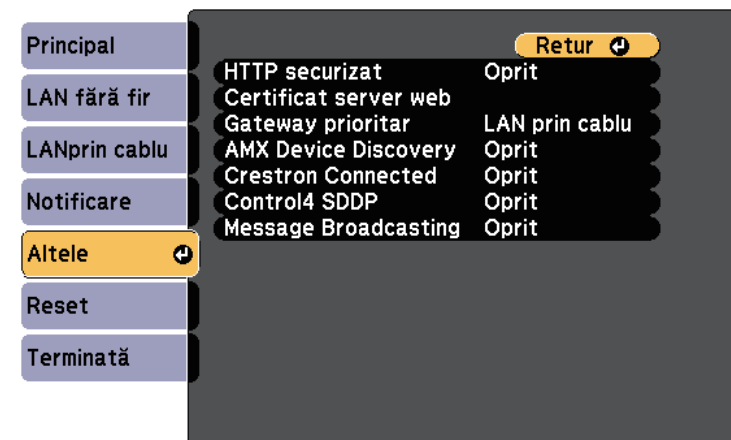 Principal
LAN fără fir
LANprin cablu
Notificare
Altele
Reset
Terminată
Retur
HTTP securizat Oprit
Certificat server web
Gateway prioritar LAN prin cablu
AMX Device Discovery Oprit
Crestron Connected Oprit
Control4 SDDP Oprit
Message Broadcasting Oprit